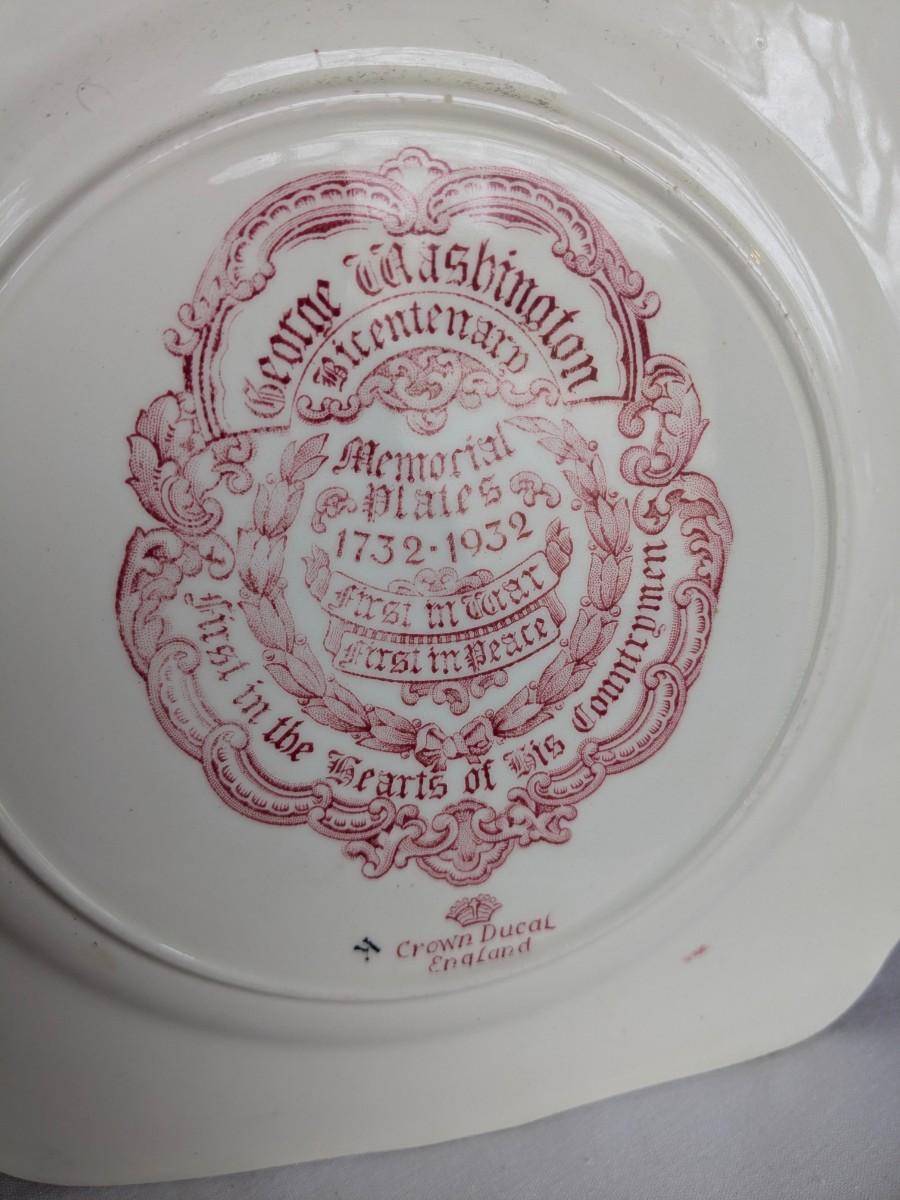 George Washington
Bicentenary
Memorial
Plates
1732-1932
First in War
First in Peace
First in the Hearts of His Countrymen
Crown Ducal
England